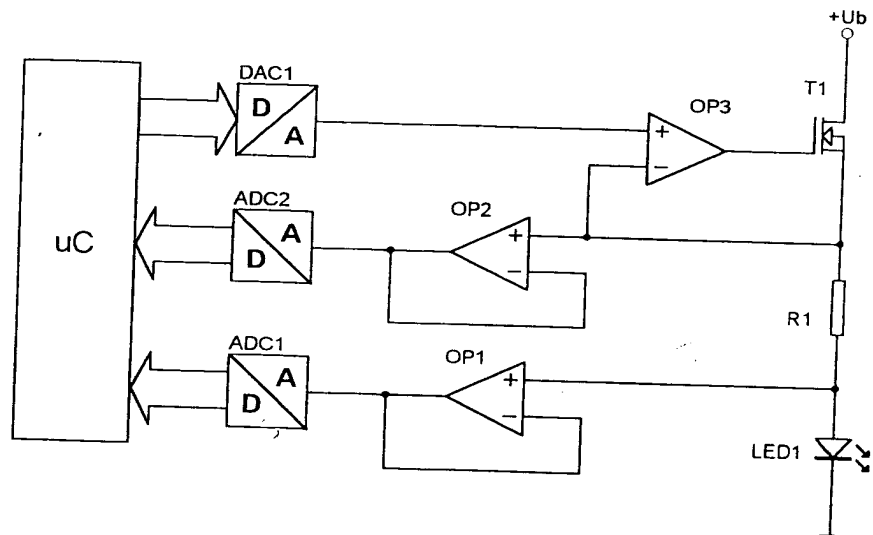 +Ub
DAC1
T1
D
A
OP3
+
−
ADC2
OP2
A
D
+
−
uC
R1
ADC1
OP1
A
D
+
−
LED1